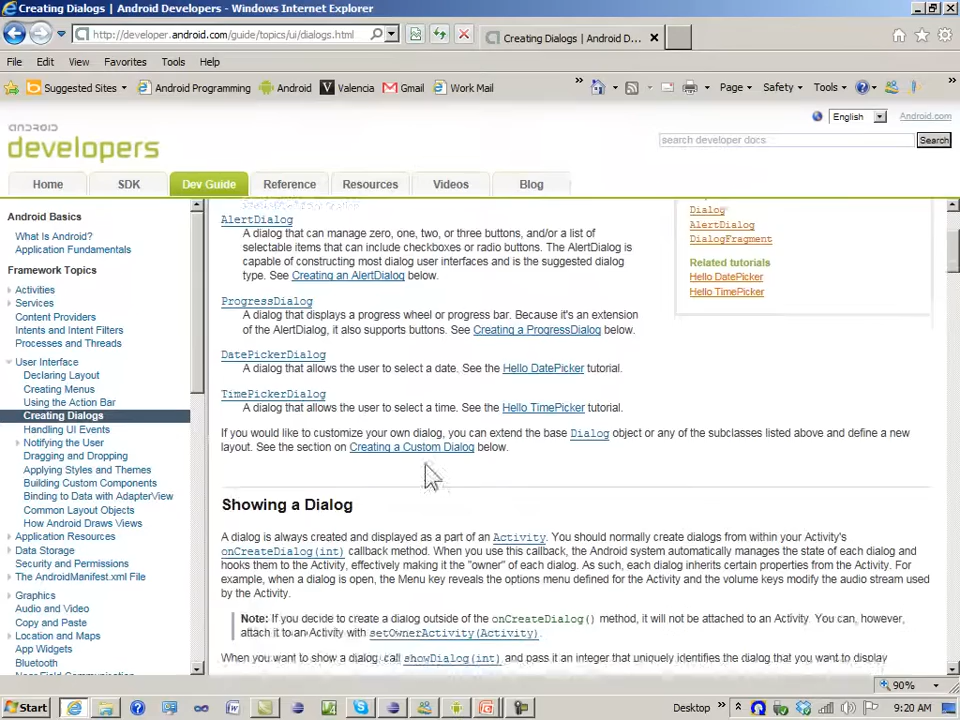 Creating Dialogs | Android Developers - Windows Internet Explorer
http://developer.android.com/guide/topics/ui/dialogs.html
Creating Dialogs | Android D...
File Edit View Favorites Tools Help
Suggested Sites Android Programming Android Valencia Gmail Work Mail
Page Safety Tools
English Android.com
android
developers
search developer docs Search
Home SDK Dev Guide Reference Resources Videos Blog
Android Basics
What Is Android?
Application Fundamentals
Framework Topics
Activities
Services
Content Providers
Intents and Intent Filters
Processes and Threads
User Interface
Declaring Layout
Creating Menus
Using the Action Bar
Creating Dialogs
Handling UI Events
Notifying the User
Dragging and Dropping
Applying Styles and Themes
Building Custom Components
Binding to Data with AdapterView
Common Layout Objects
How Android Draws Views
Application Resources
Data Storage
Security and Permissions
The AndroidManifest.xml File
Graphics
Audio and Video
Copy and Paste
Location and Maps
App Widgets
Bluetooth
AlertDialog
A dialog that can manage zero, one, two, or three buttons, and/or a list of
selectable items that can include checkboxes or radio buttons. The AlertDialog is
capable of constructing most dialog user interfaces and is the suggested dialog
type. See Creating an AlertDialog below.
ProgressDialog
A dialog that displays a progress wheel or progress bar. Because it's an extension
of the AlertDialog, it also supports buttons. See Creating a ProgressDialog below.
DatePickerDialog
A dialog that allows the user to select a date. See the Hello DatePicker tutorial.
TimePickerDialog
A dialog that allows the user to select a time. See the Hello TimePicker tutorial.
If you would like to customize your own dialog, you can extend the base Dialog object or any of the subclasses listed above and define a new
layout. See the section on Creating a Custom Dialog below.
Dialog
AlertDialog
DialogFragment
Related tutorials
Hello DatePicker
Hello TimePicker
Showing a Dialog
A dialog is always created and displayed as a part of an Activity. You should normally create dialogs from within your Activity's
onCreateDialog(int) callback method. When you use this callback, the Android system automatically manages the state of each dialog and
hooks them to the Activity, effectively making it the "owner" of each dialog. As such, each dialog inherits certain properties from the Activity. For
example, when a dialog is open, the Menu key reveals the options menu defined for the Activity and the volume keys modify the audio stream used
by the Activity.
Note: If you decide to create a dialog outside of the onCreateDialog() method, it will not be attached to an Activity. You can, however,
attach it to an Activity with setOwnerActivity(Activity).
When you want to show a dialog, call showDialog(int) and pass it an integer that uniquely identifies the dialog that you want to display
90%
Start Desktop 9:20 AM